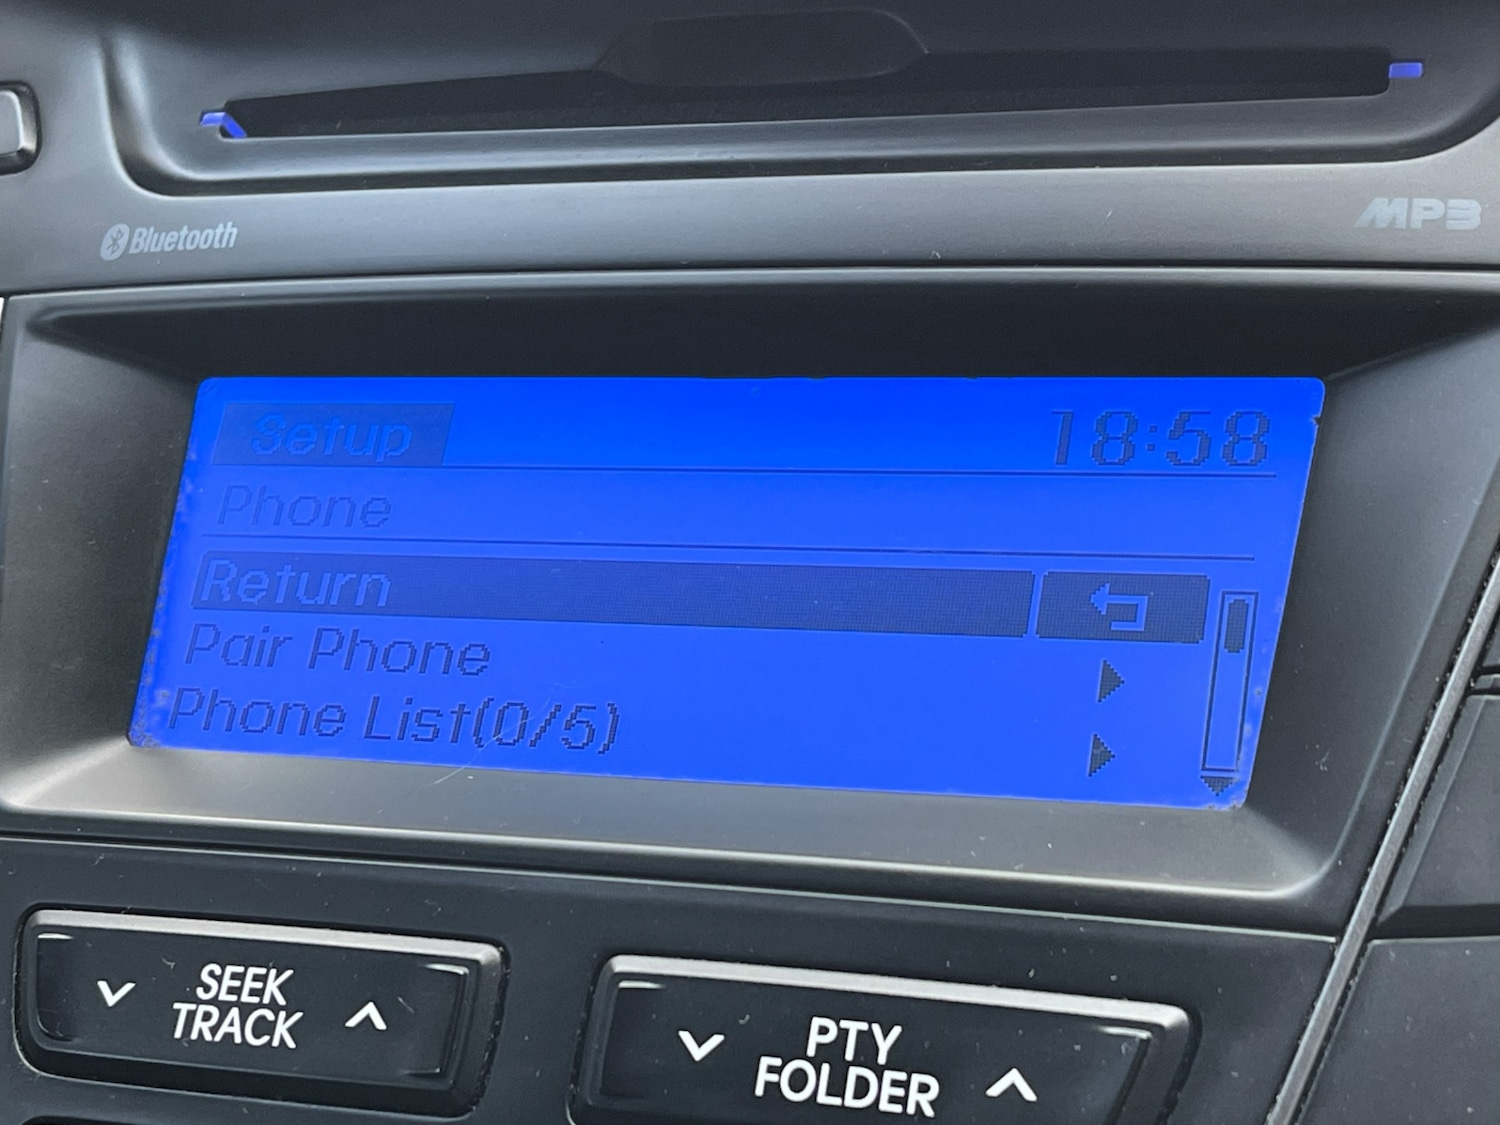 Bluetooth
MP3
Setup 18:58
Phone
Return
Pair Phone
Phone List(0/5)
SEEK
TRACK
PTY
FOLDER